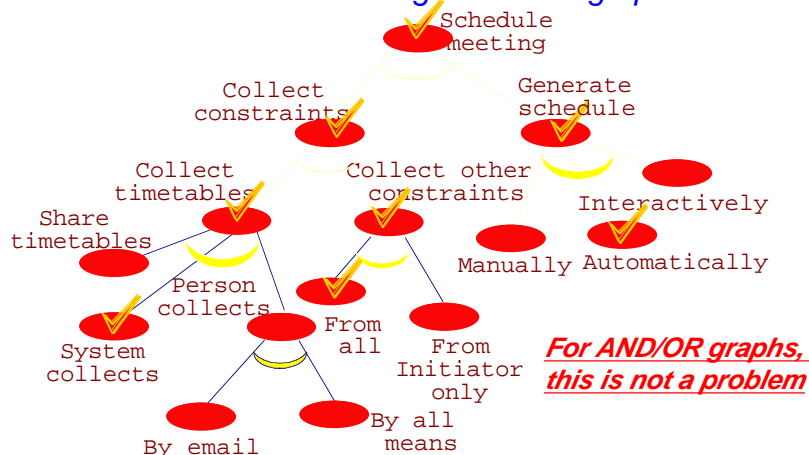 Schedule
meeting
Collect
constraints
Generate
schedule
Collect
timetables
Collect other
constraints
Interactively
Share
timetables
Manually
Automatically
Person
collects
System
collects
From
all
From
Initiator
only
For AND/OR graphs,
this is not a problem
By email
By all
means